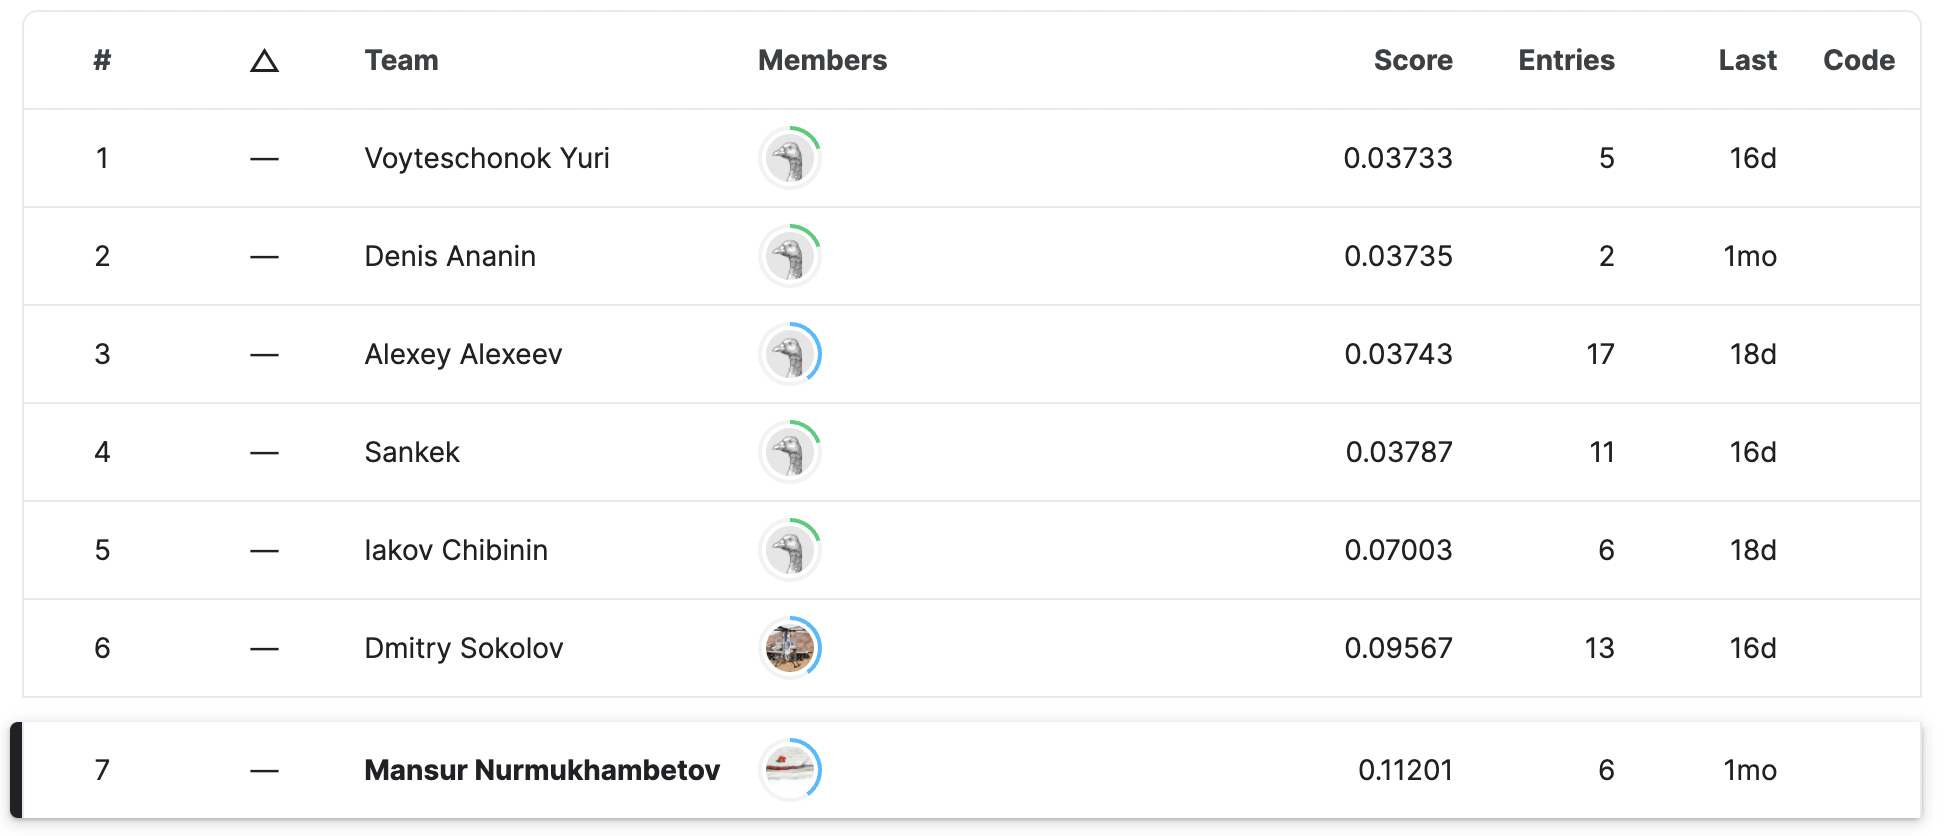 # △ Team Members Score Entries Last Code
1 — Voyteschonok Yuri 0.03733 5 16d
2 — Denis Ananin 0.03735 2 1mo
3 — Alexey Alexeev 0.03743 17 18d
4 — Sankek 0.03787 11 16d
5 — Iakov Chibinin 0.07003 6 18d
6 — Dmitry Sokolov 0.09567 13 16d
7 — Mansur Nurmukhambetov 0.11201 6 1mo